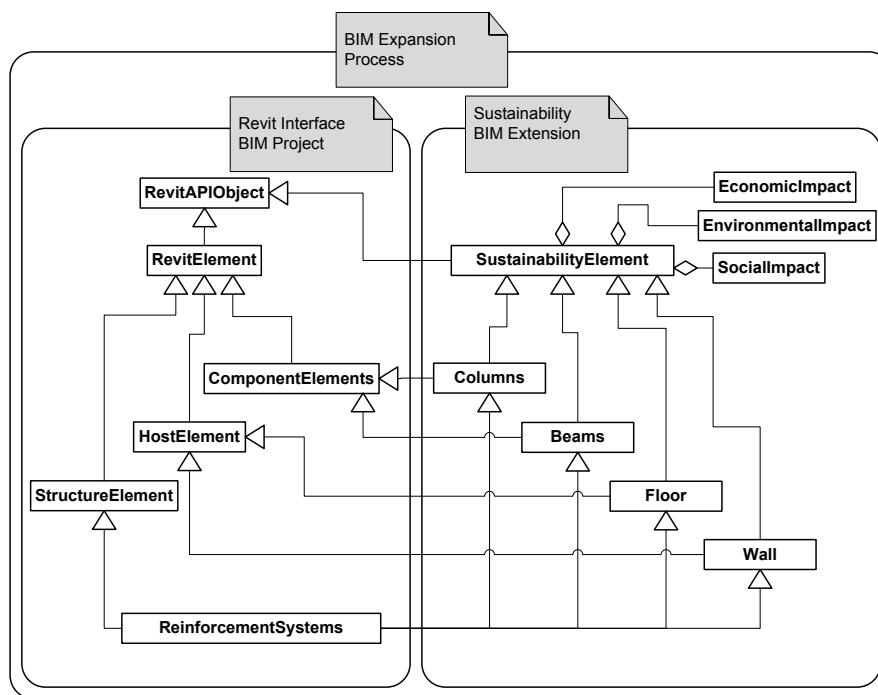 BIM Expansion
Process
Revit Interface
BIM Project
Sustainability
BIM Extension
RevitAPIObject
EconomicImpact
EnvironmentalImpact
RevitElement
SustainabilityElement
SocialImpact
ComponentElements
Columns
HostElement
Beams
StructureElement
Floor
Wall
ReinforcementSystems